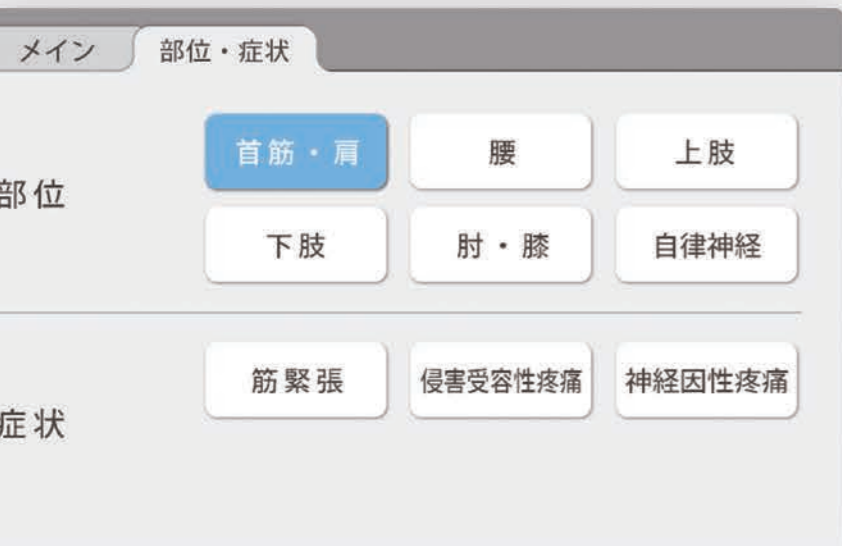 メイン 部位・症状
部位
首筋・肩 腰 上肢
下肢 肘・膝 自律神経
症状
筋緊張 侵害受容性疼痛 神経因性疼痛